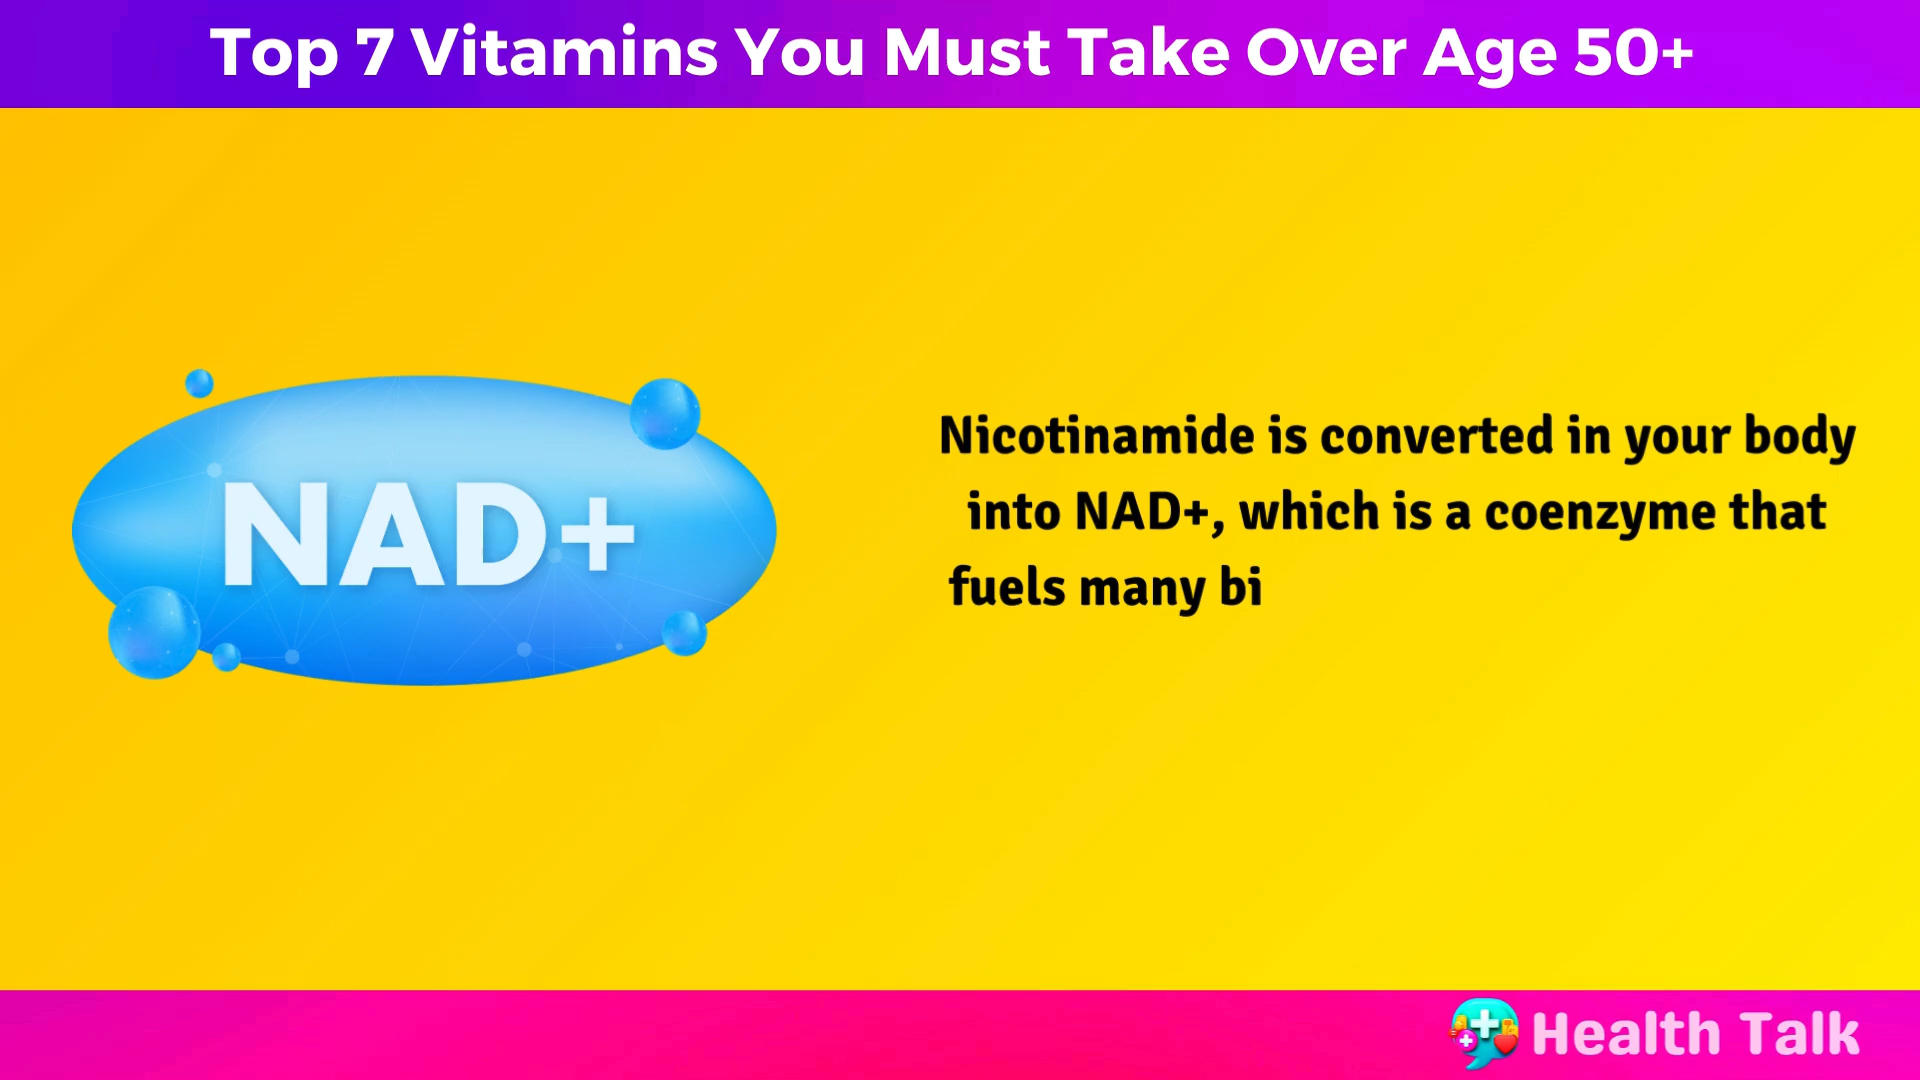 Top 7 Vitamins You Must Take Over Age 50+
NAD+
Nicotinamide is converted in your body
into NAD+, which is a coenzyme that
fuels many bi
Health Talk